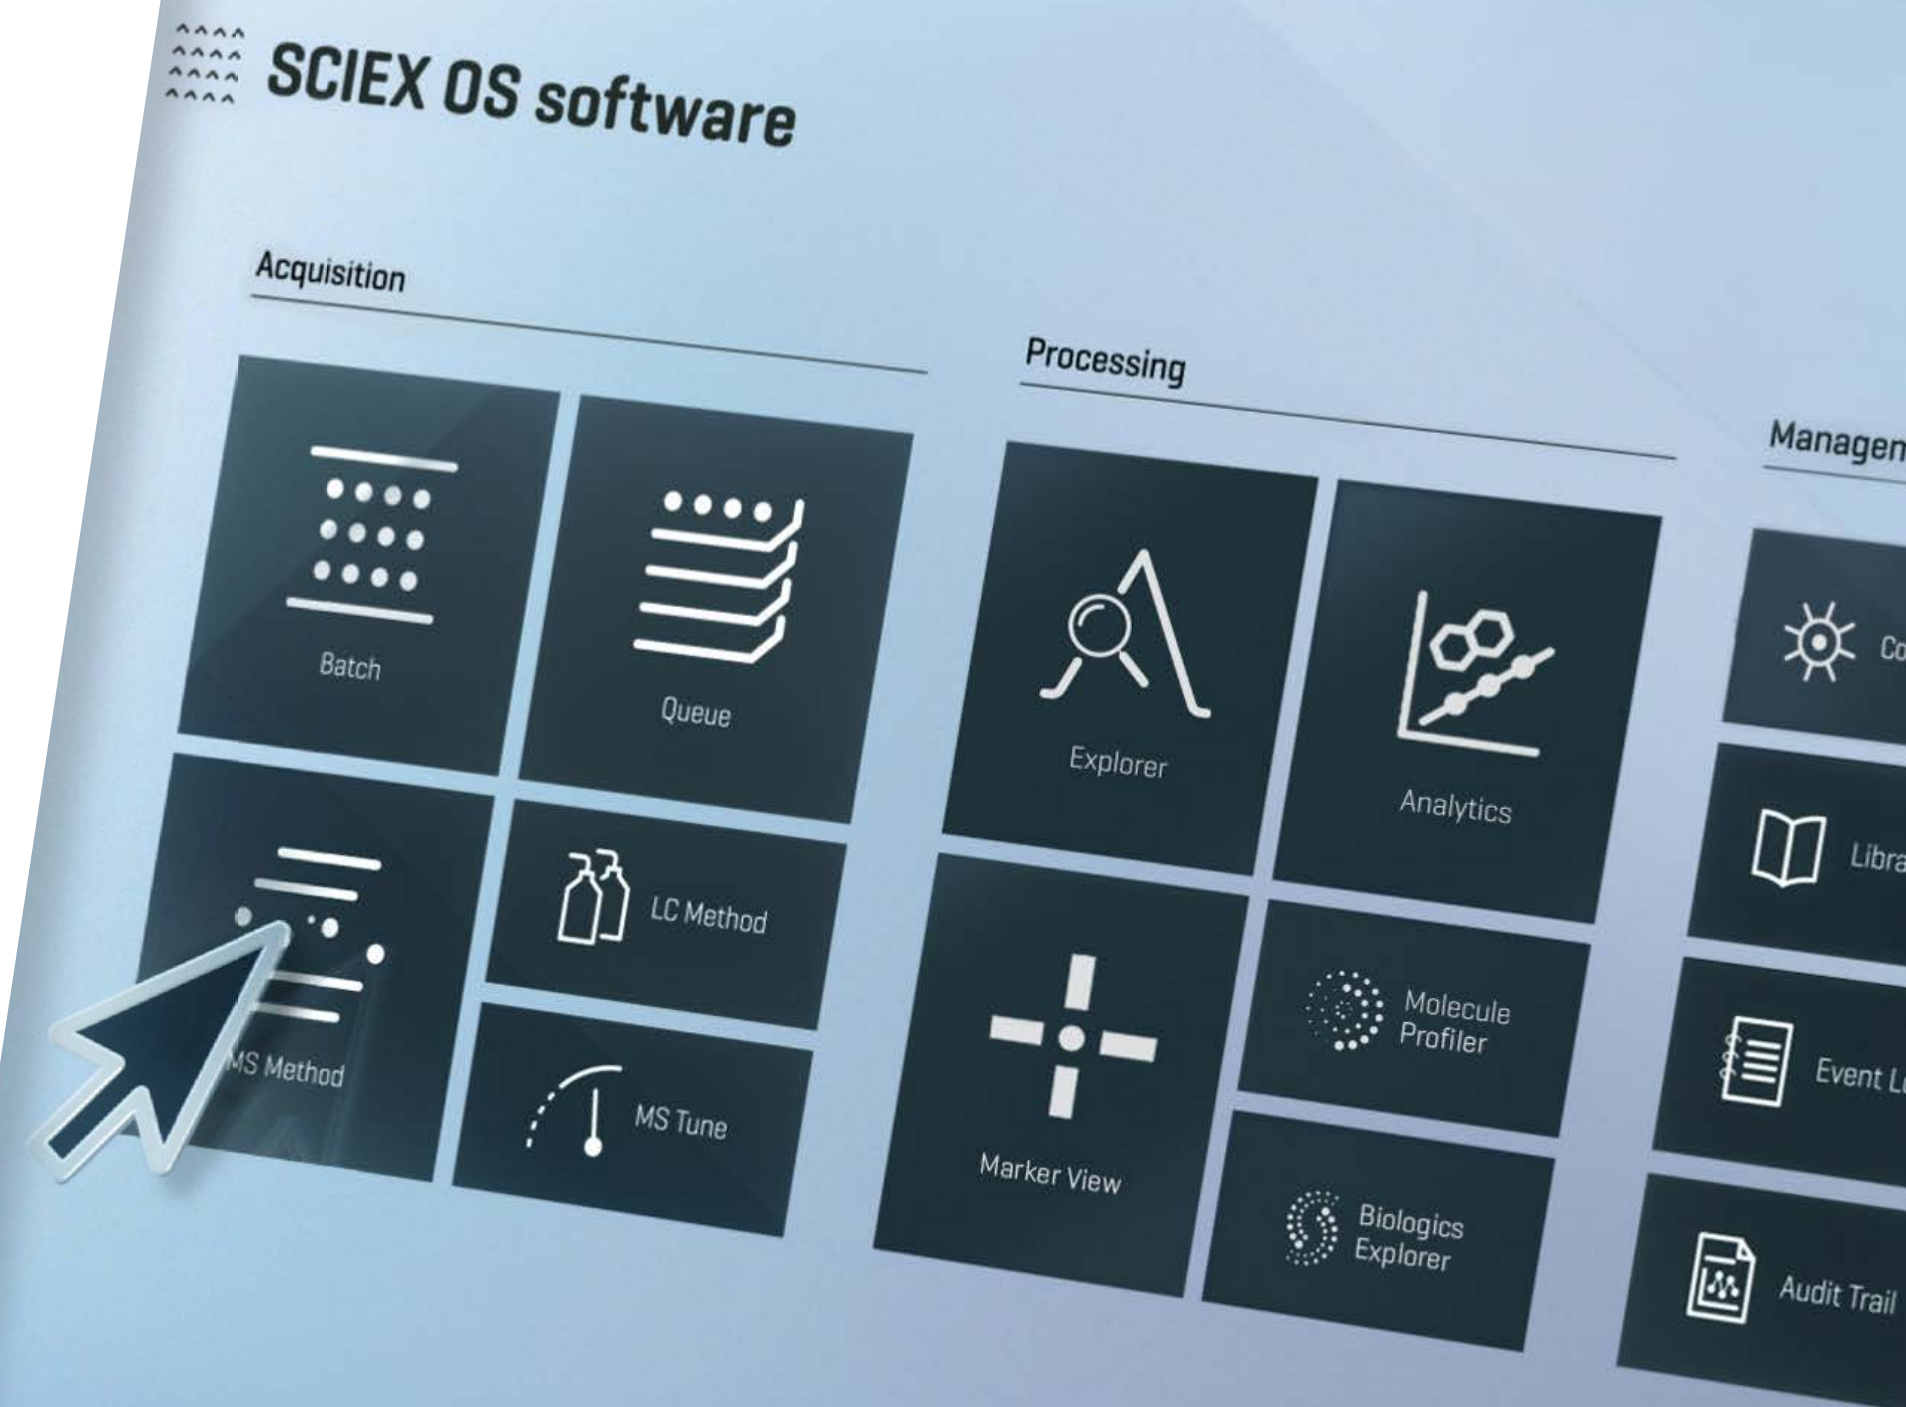 SCIEX OS software
Acquisition
Batch
Queue
MS Method
LC Method
MS Tune
Processing
Explorer
Analytics
Marker View
Molecule
Profiler
Biologics
Explorer
Event
Audit Trail